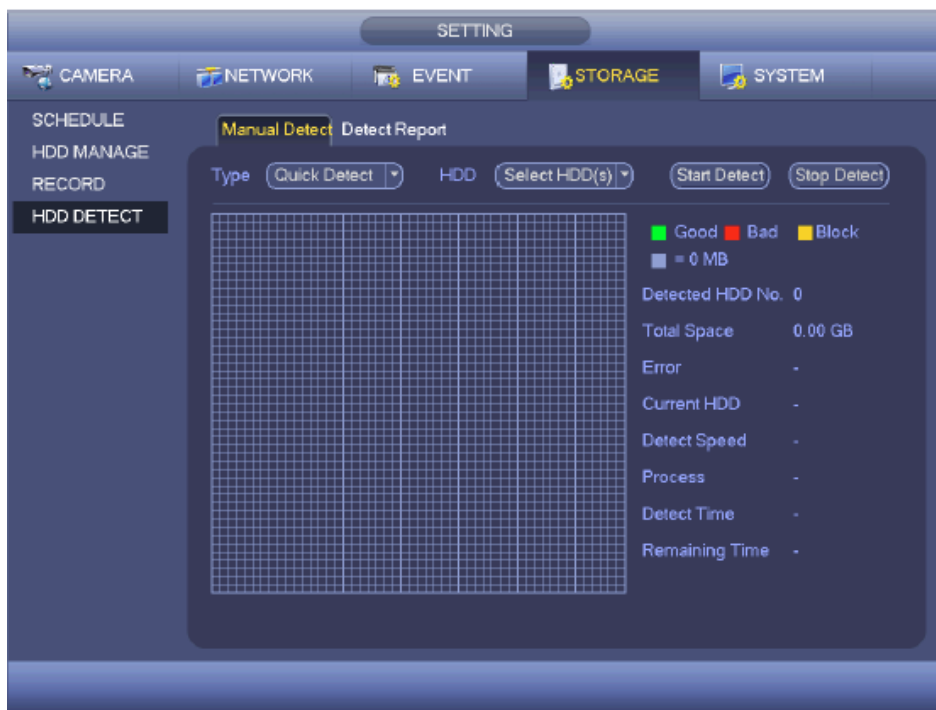 SETTING
CAMERA NETWORK EVENT STORAGE SYSTEM
SCHEDULE
HDD MANAGE
RECORD
HDD DETECT
Manual Detect Detect Report
Type Quick Detect HDD Select HDD(s) Start Detect Stop Detect
Good Bad Block
= 0 MB
Detected HDD No. 0
Total Space 0.00 GB
Error -
Current HDD -
Detect Speed -
Process -
Detect Time -
Remaining Time -